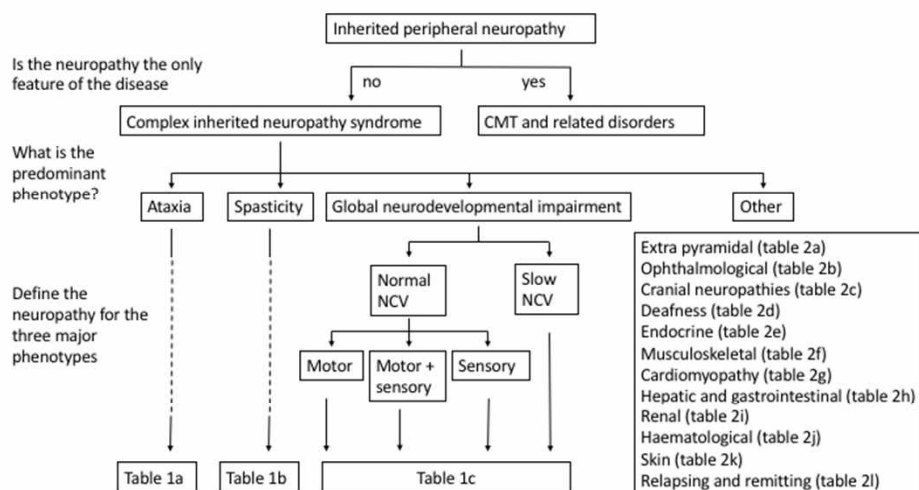 Inherited peripheral neuropathy
Is the neuropathy the only
feature of the disease
no
yes
Complex inherited neuropathy syndrome
CMT and related disorders
What is the
predominant
phenotype?
Ataxia
Spasticity
Global neurodevelopmental impairment
Other
Define the
neuropathy for the
three major
phenotypes
Normal
NCV
Slow
NCV
Motor
Motor +
sensory
Sensory
Table 1a
Table 1b
Table 1c
Extra pyramidal (table 2a)
Ophthalmological (table 2b)
Cranial neuropathies (table 2c)
Deafness (table 2d)
Endocrine (table 2e)
Musculoskeletal (table 2f)
Cardiomyopathy (table 2g)
Hepatic and gastrointestinal (table 2h)
Renal (table 2i)
Haematological (table 2j)
Skin (table 2k)
Relapsing and remitting (table 2l)